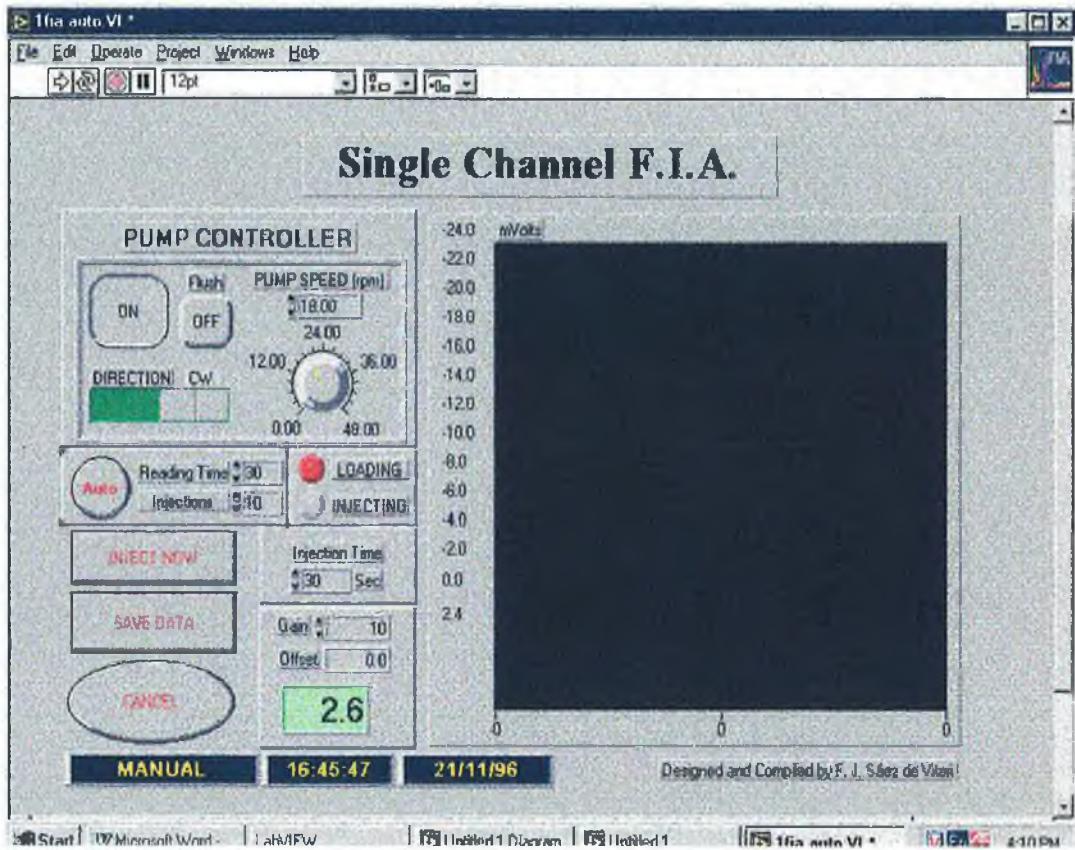 1fia auto VI *
File Edit Operate Project Windows Help
12pt
FIA
Single Channel F.I.A.
PUMP CONTROLLER
ON
Flush
OFF
PUMP SPEED (rpm)
18.00
24.00
12.00
36.00
0.00
48.00
DIRECTION CW
Auto
Reading Time 30
Injections 10
LOADING
INJECTING
INJECT NOW
Injection Time
30 Sec
SAVE DATA
Gain 10
Offset 0.0
CANCEL
2.6
mVolts
-24.0
-22.0
-20.0
-18.0
-16.0
-14.0
-12.0
-10.0
-8.0
-6.0
-4.0
-2.0
0.0
2.4
0 0 0
MANUAL 16:45:47 21/11/96
Designed and Compiled by F. J. Sáez de
Start Microsoft Word - LabVIEW Untitled 1 Diagram Untitled 1 1fia auto VI * 4:10 PM